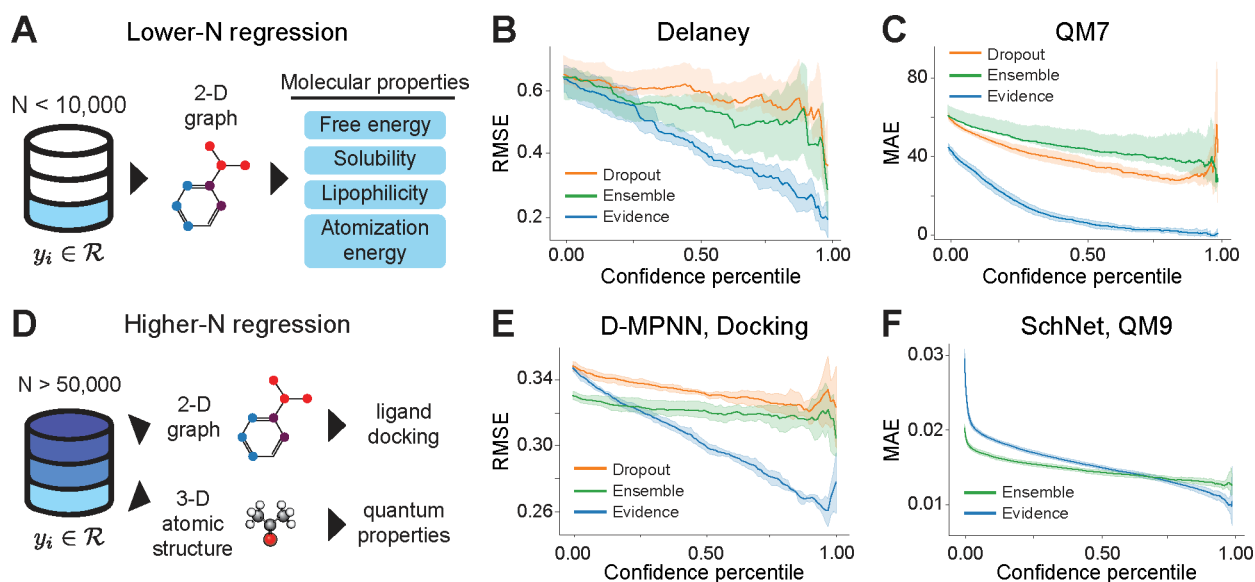 A
Lower-N regression
N < 10,000
2-D
graph
Molecular properties
Free energy
Solubility
Lipophilicity
Atomization
energy
y_i ∈ ℛ
B
Delaney
RMSE
0.6
0.4
0.2
Dropout
Ensemble
Evidence
0.00
0.50
1.00
Confidence percentile
C
QM7
MAE
80
40
0
Dropout
Ensemble
Evidence
0.00
0.50
1.00
Confidence percentile
D
Higher-N regression
N > 50,000
2-D
graph
ligand
docking
3-D
atomic
structure
quantum
properties
y_i ∈ ℛ
E
D-MPNN, Docking
RMSE
0.34
0.30
0.26
Dropout
Ensemble
Evidence
0.00
0.50
1.00
Confidence percentile
F
SchNet, QM9
MAE
0.03
0.02
0.01
Ensemble
Evidence
0.00
0.50
1.00
Confidence percentile